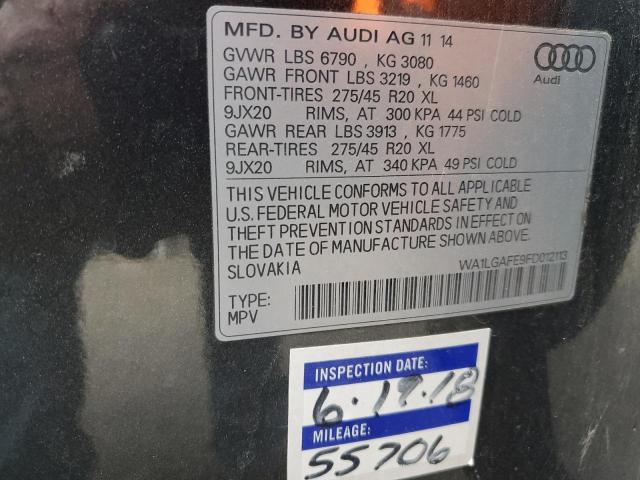 MFD. BY AUDI AG 11 14
GVWR LBS 6790 , KG 3080
GAWR FRONT LBS 3219 , KG 1460
FRONT-TIRES 275/45 R20 XL
9JX20 RIMS, AT 300 KPA 44 PSI COLD
GAWR REAR LBS 3913 , KG 1775
REAR-TIRES 275/45 R20 XL
9JX20 RIMS, AT 340 KPA 49 PSI COLD
Audi
THIS VEHICLE CONFORMS TO ALL APPLICABLE
U.S. FEDERAL MOTOR VEHICLE SAFETY AND
THEFT PREVENTION STANDARDS IN EFFECT ON
THE DATE OF MANUFACTURE SHOWN ABOVE.
SLOVAKIA
WA1LGAFE9FD012113
TYPE:
MPV
INSPECTION DATE:
6.19.18
MILEAGE:
55706